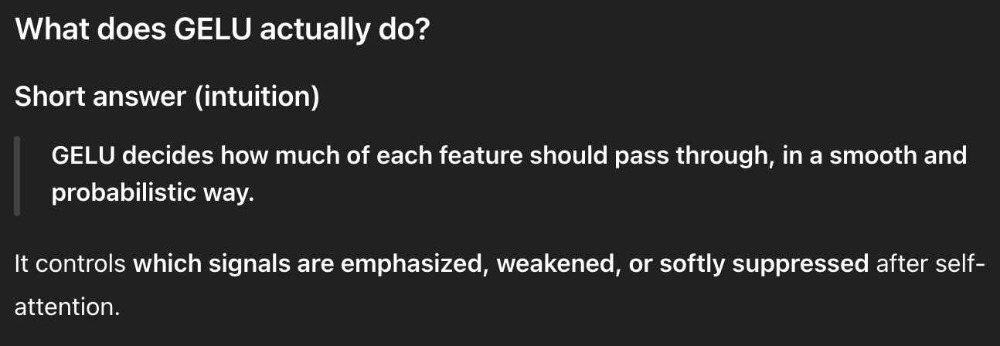 What does GELU actually do?
Short answer (intuition)
GELU decides how much of each feature should pass through, in a smooth and
probabilistic way.
It controls which signals are emphasized, weakened, or softly suppressed after self-
attention.